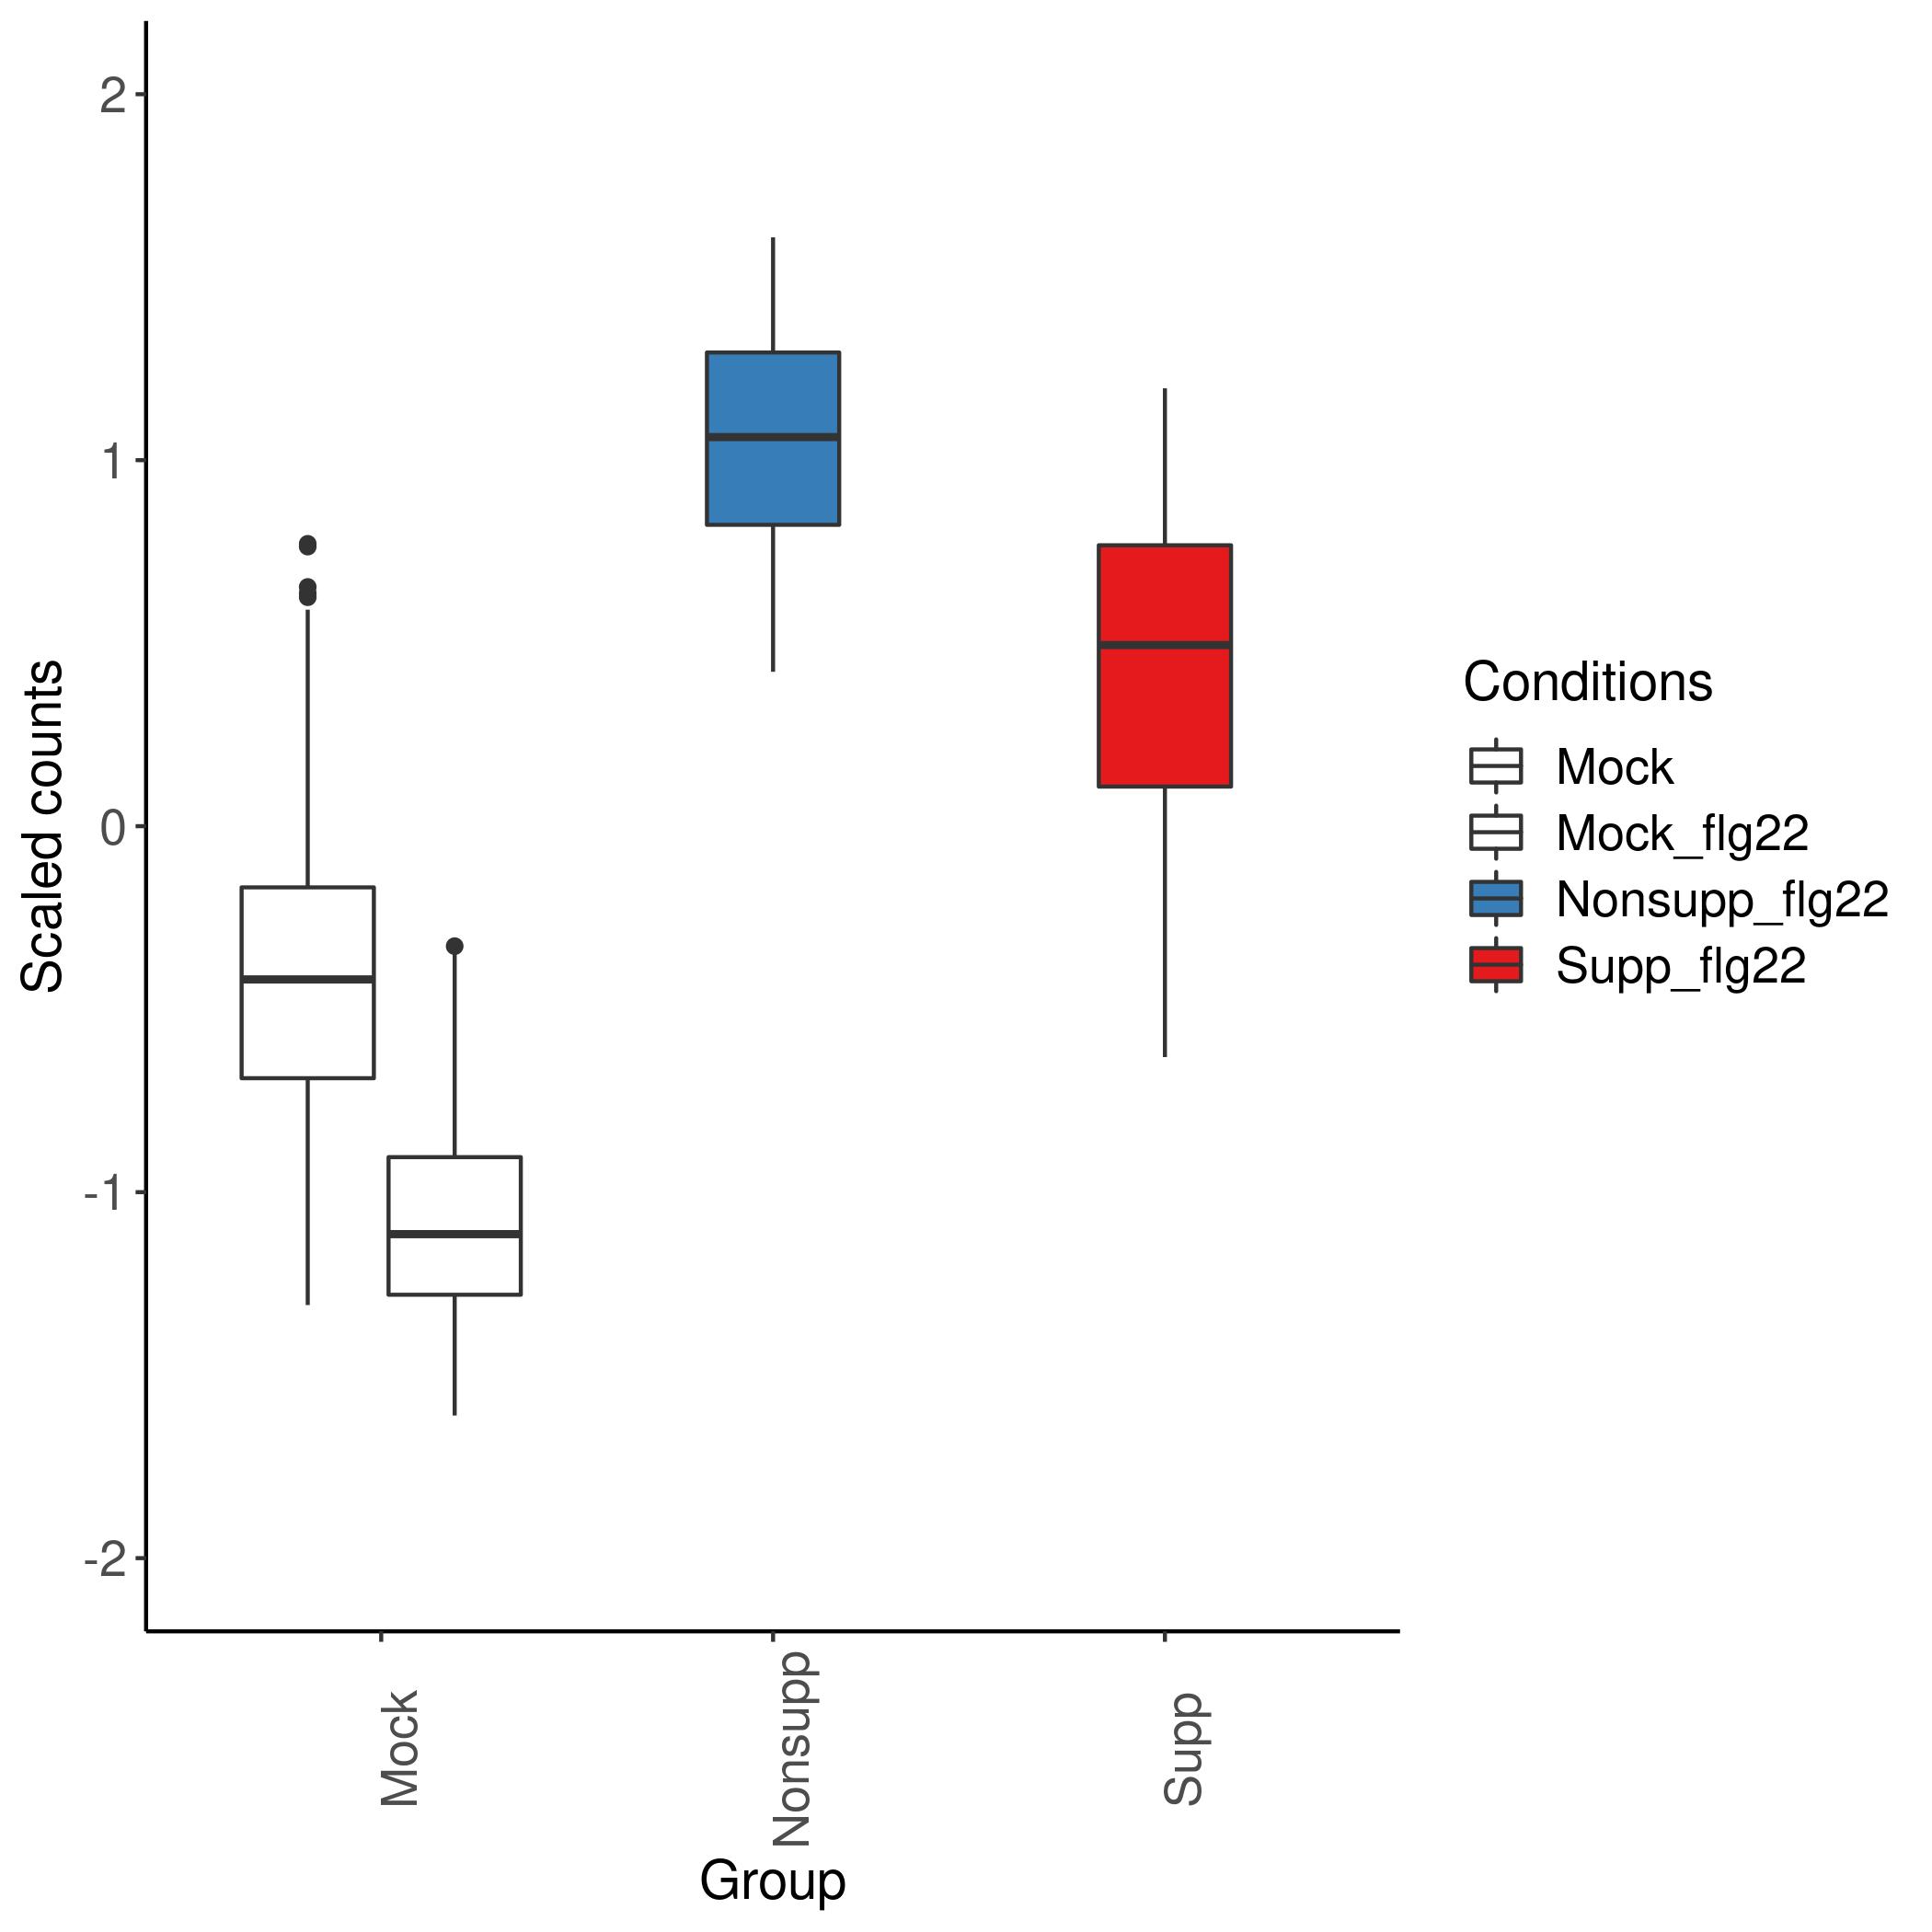 Scaled counts
2
1
0
-1
-2
Mock
Nonsupp
Supp
Group
Conditions
Mock
Mock_flg22
Nonsupp_flg22
Supp_flg22